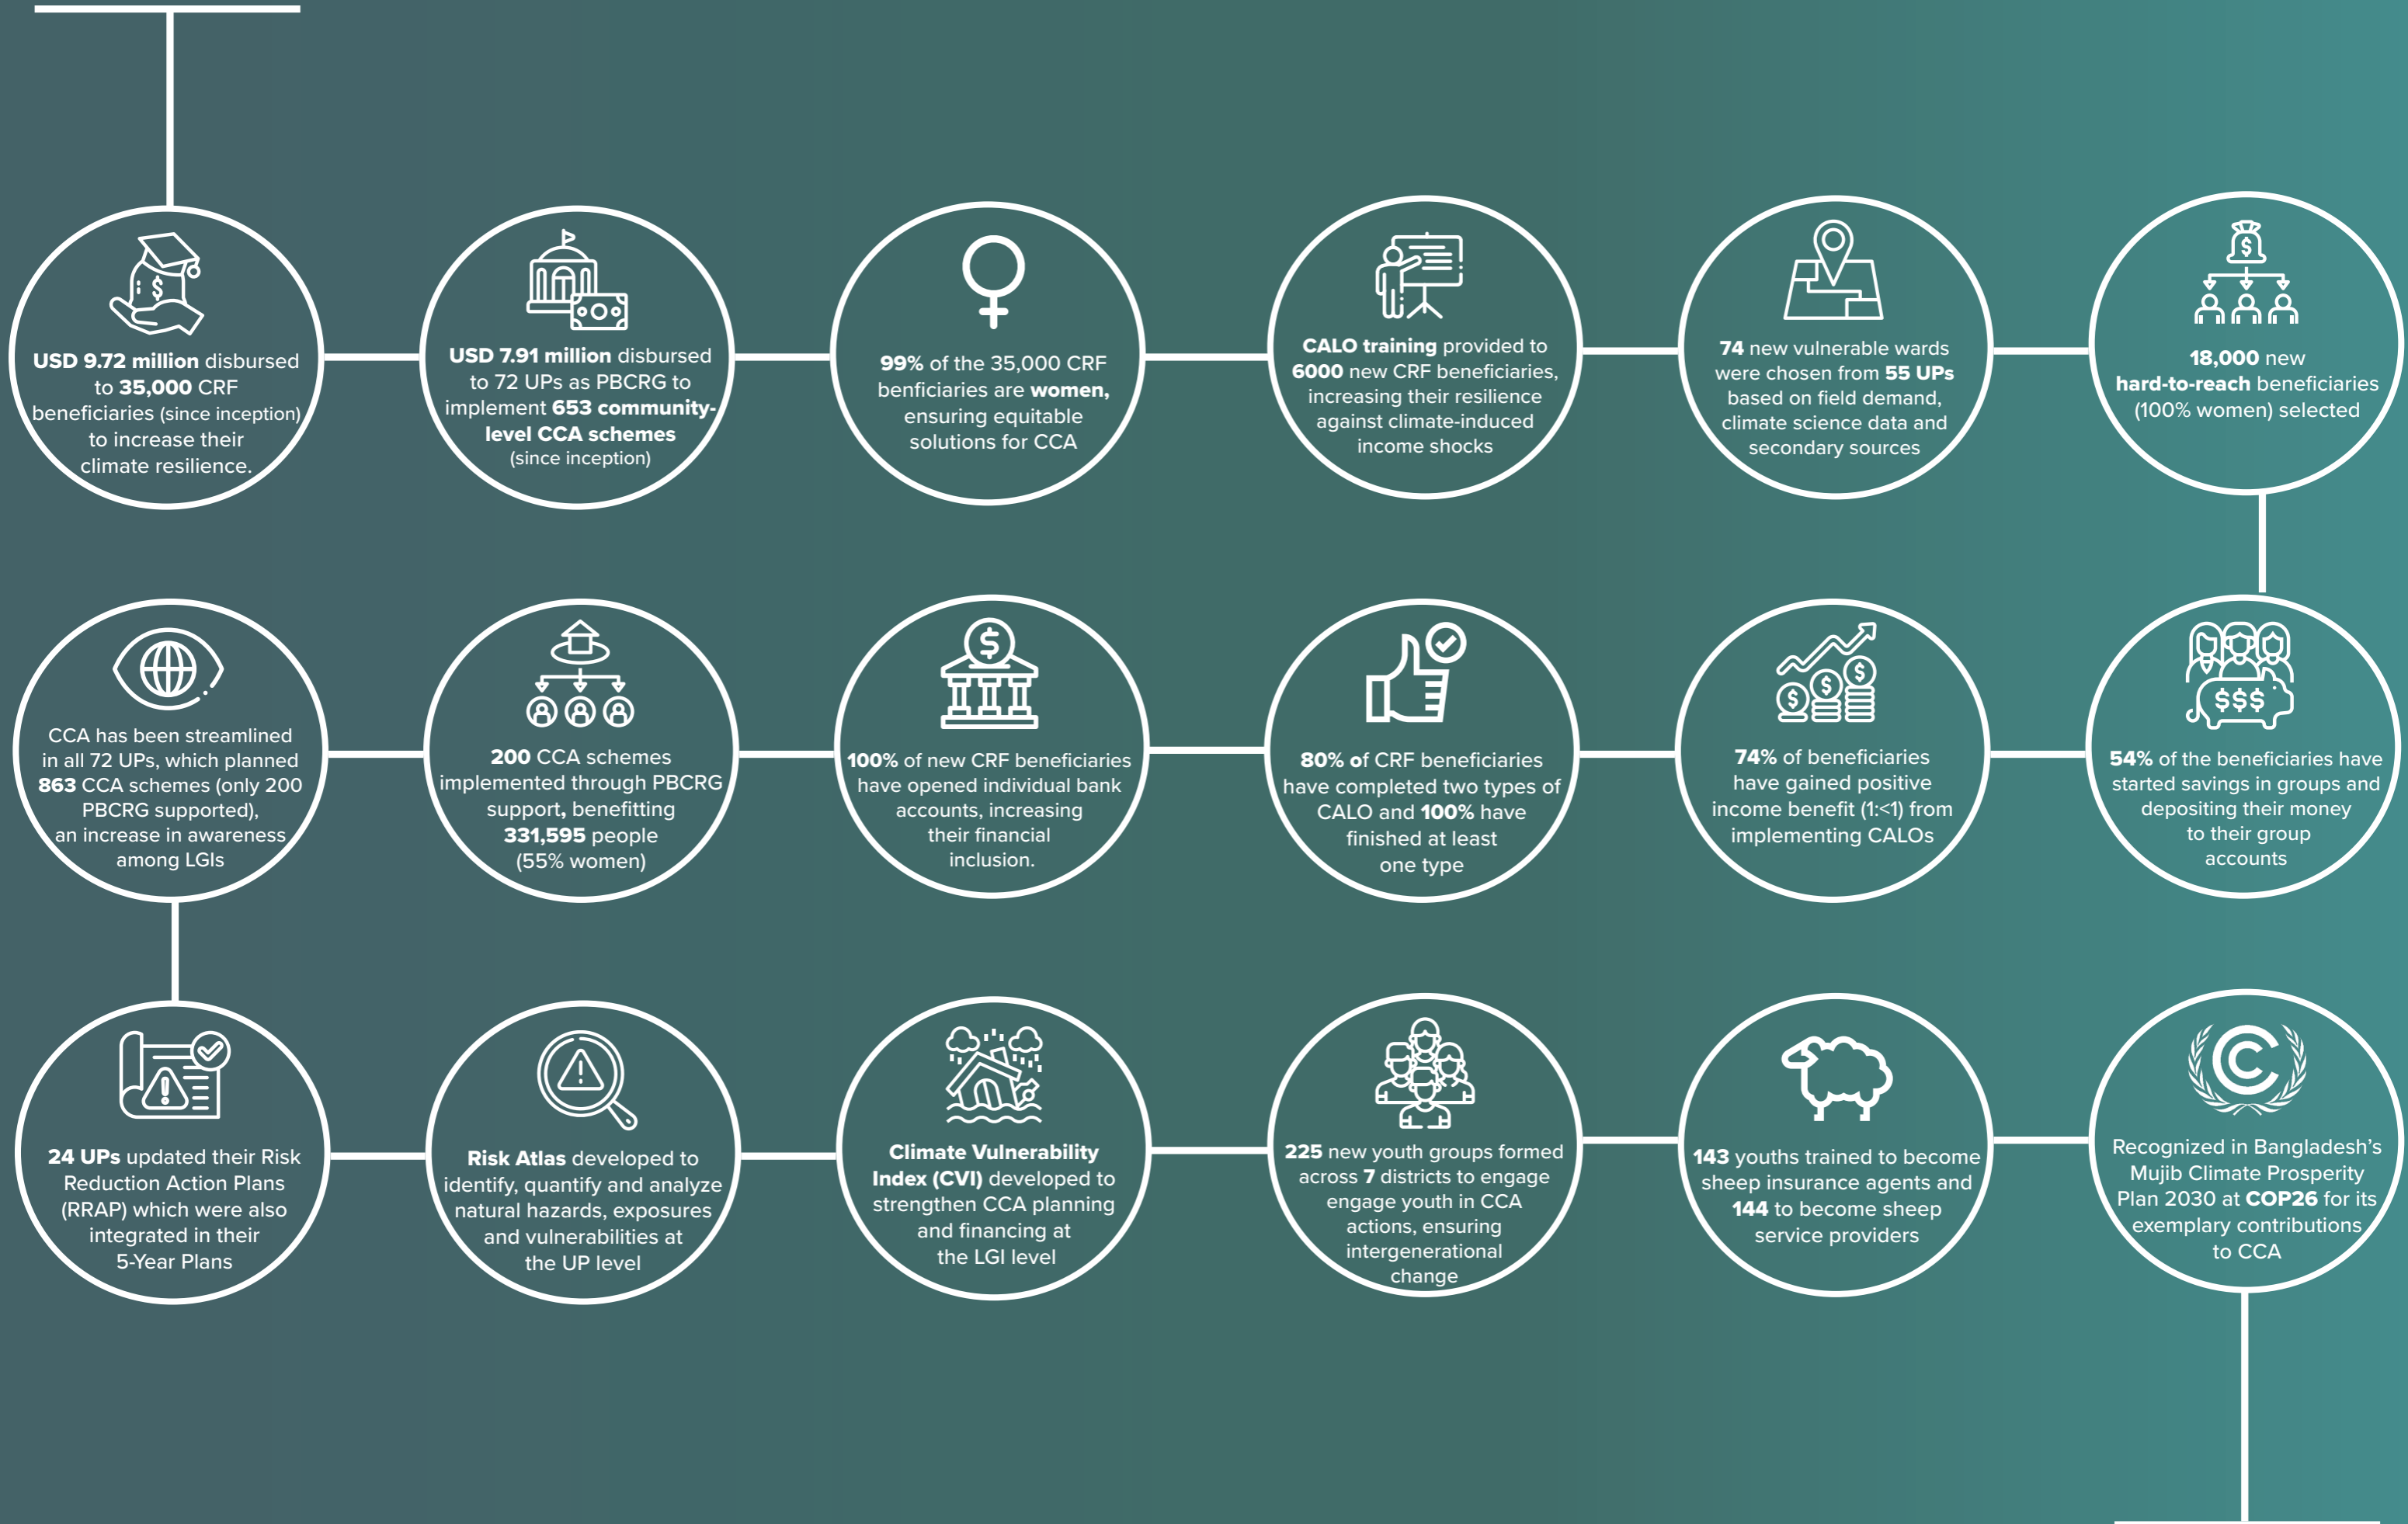 USD 9.72 million disbursed
to 35,000 CRF
beneficiaries (since inception)
to increase their
climate resilience.
USD 7.91 million disbursed
to 72 UPs as PBCRG to
implement 653 community-
level CCA schemes
(since inception)
99% of the 35,000 CRF
benficiaries are women,
ensuring equitable
solutions for CCA
CALO training provided to
6000 new CRF beneficiaries,
increasing their resilience
against climate-induced
income shocks
74 new vulnerable wards
were chosen from 55 UPs
based on field demand,
climate science data and
secondary sources
18,000 new
hard-to-reach beneficiaries
(100% women) selected
54% of the beneficiaries have
started savings in groups and
depositing their money
to their group
accounts
74% of beneficiaries
have gained positive
income benefit (1:<1) from
implementing CALOs
80% of CRF beneficiaries
have completed two types of
CALO and 100% have
finished at least
one type
100% of new CRF beneficiaries
have opened individual bank
accounts, increasing
their financial
inclusion.
200 CCA schemes
implemented through PBCRG
support, benefitting
331,595 people
(55% women)
CCA has been streamlined
in all 72 UPs, which planned
863 CCA schemes (only 200
PBCRG supported),
an increase in awareness
among LGIs
24 UPs updated their Risk
Reduction Action Plans
(RRAP) which were also
integrated in their
5-Year Plans
Risk Atlas developed to
identify, quantify and analyze
natural hazards, exposures
and vulnerabilities at
the UP level
Climate Vulnerability
Index (CVI) developed to
strengthen CCA planning
and financing at
the LGI level
225 new youth groups formed
across 7 districts to engage
engage youth in CCA
actions, ensuring
intergenerational
change
143 youths trained to become
sheep insurance agents and
144 to become sheep
service providers
Recognized in Bangladesh's
Mujib Climate Prosperity
Plan 2030 at COP26 for its
exemplary contributions
to CCA